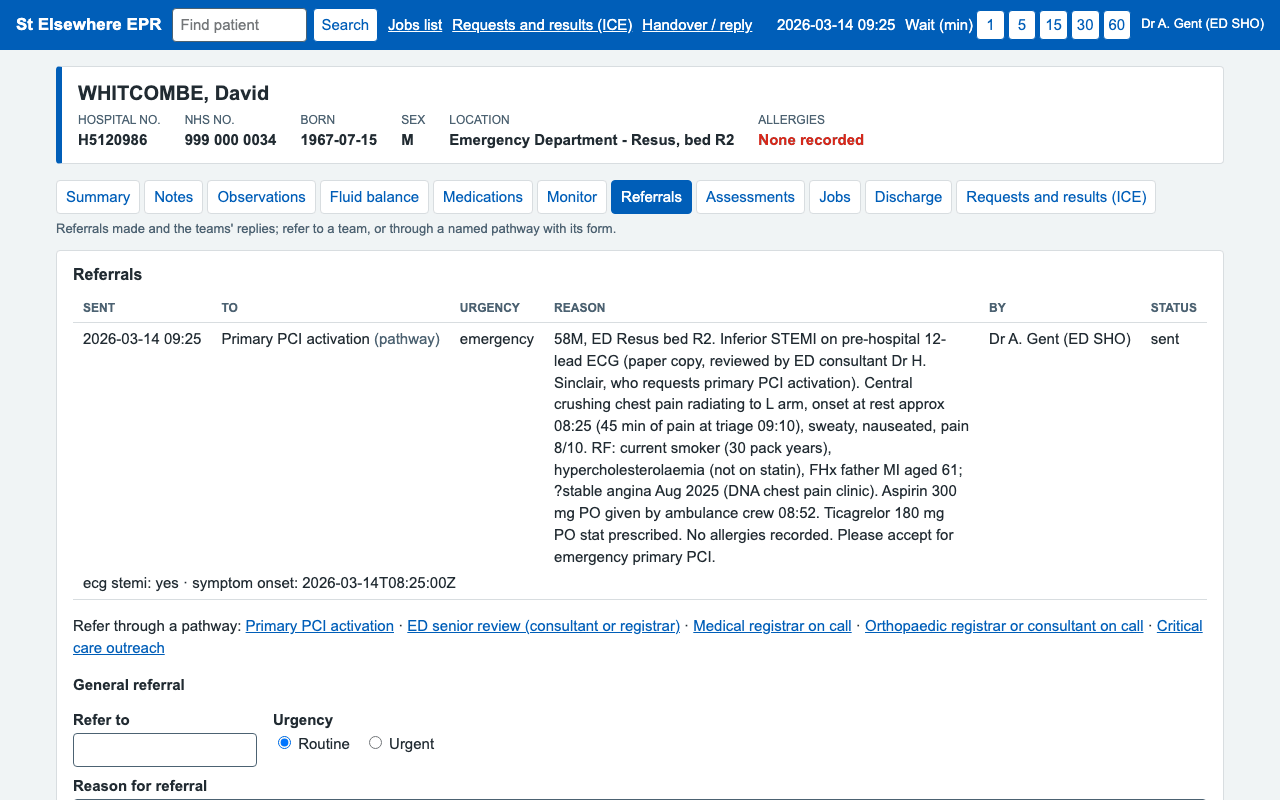 St Elsewhere EPR Find patient Search Jobs list Requests and results (ICE) Handover / reply 2026-03-14 09:25 Wait (min) 1 5 15 30 60 Dr A. Gent (ED SHO)
WHITCOMBE, David
HOSPITAL NO. NHS NO. BORN SEX LOCATION ALLERGIES
H5120986 999 000 0034 1967-07-15 M Emergency Department - Resus, bed R2 None recorded
Summary Notes Observations Fluid balance Medications Monitor Referrals Assessments Jobs Discharge Requests and results (ICE)
Referrals made and the teams' replies; refer to a team, or through a named pathway with its form.
Referrals
SENT TO URGENCY REASON BY STATUS
2026-03-14 09:25 Primary PCI activation (pathway) emergency 58M, ED Resus bed R2. Inferior STEMI on pre-hospital 12- Dr A. Gent (ED SHO) sent
lead ECG (paper copy, reviewed by ED consultant Dr H.
Sinclair, who requests primary PCI activation). Central
crushing chest pain radiating to L arm, onset at rest approx
08:25 (45 min of pain at triage 09:10), sweaty, nauseated, pain
8/10. RF: current smoker (30 pack years),
hypercholesterolaemia (not on statin), FHx father MI aged 61;
?stable angina Aug 2025 (DNA chest pain clinic). Aspirin 300
mg PO given by ambulance crew 08:52. Ticagrelor 180 mg
PO stat prescribed. No allergies recorded. Please accept for
emergency primary PCI.
ecg stemi: yes · symptom onset: 2026-03-14T08:25:00Z
Refer through a pathway: Primary PCI activation · ED senior review (consultant or registrar) · Medical registrar on call · Orthopaedic registrar or consultant on call · Critical
care outreach
General referral
Refer to Urgency
Routine Urgent
Reason for referral